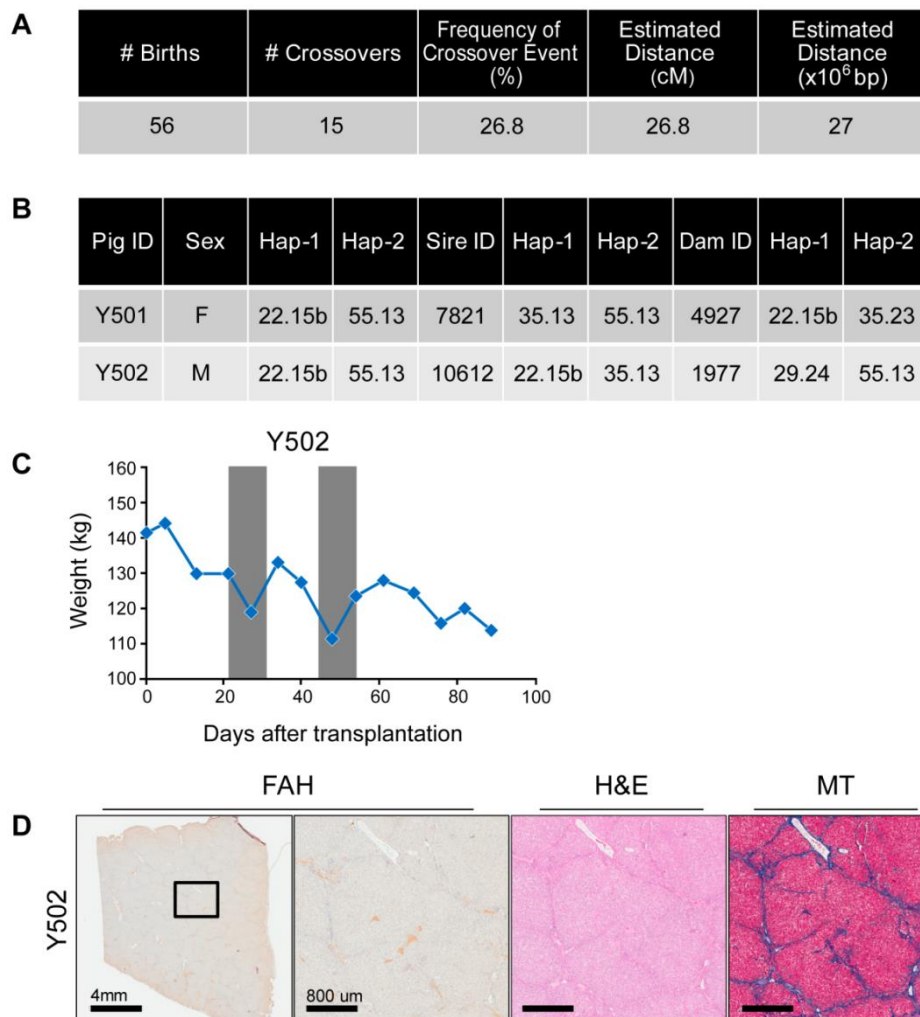 A
# Births # Crossovers Frequency of Crossover Event (%) Estimated Distance (cM) Estimated Distance (x10⁶ bp)
56 15 26.8 26.8 27
B
Pig ID Sex Hap-1 Hap-2 Sire ID Hap-1 Hap-2 Dam ID Hap-1 Hap-2
Y501 F 22.15b 55.13 7821 35.13 55.13 4927 22.15b 35.23
Y502 M 22.15b 55.13 10612 22.15b 35.13 1977 29.24 55.13
C
Y502
Weight (kg)
160
150
140
130
120
110
100
0 20 40 60 80 100
Days after transplantation
FAH H&E MT
D
Y502
4mm 800 um